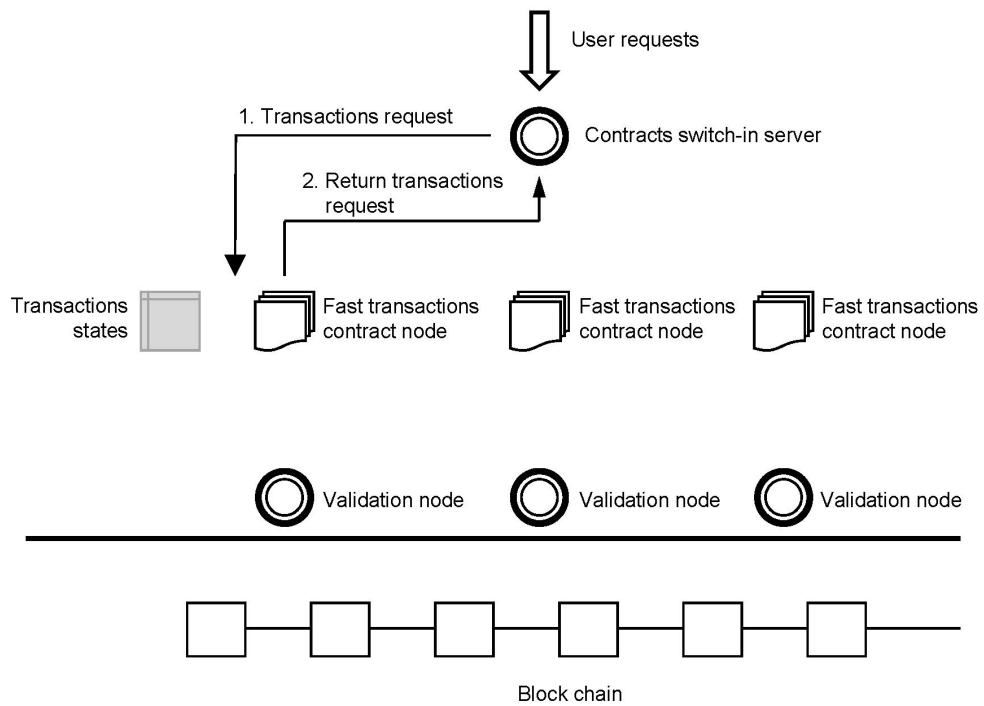 User requests
1. Transactions request
Contracts switch-in server
2. Return transactions
request
Transactions
states
Fast transactions
contract node
Fast transactions
contract node
Fast transactions
contract node
Validation node
Validation node
Validation node
Block chain